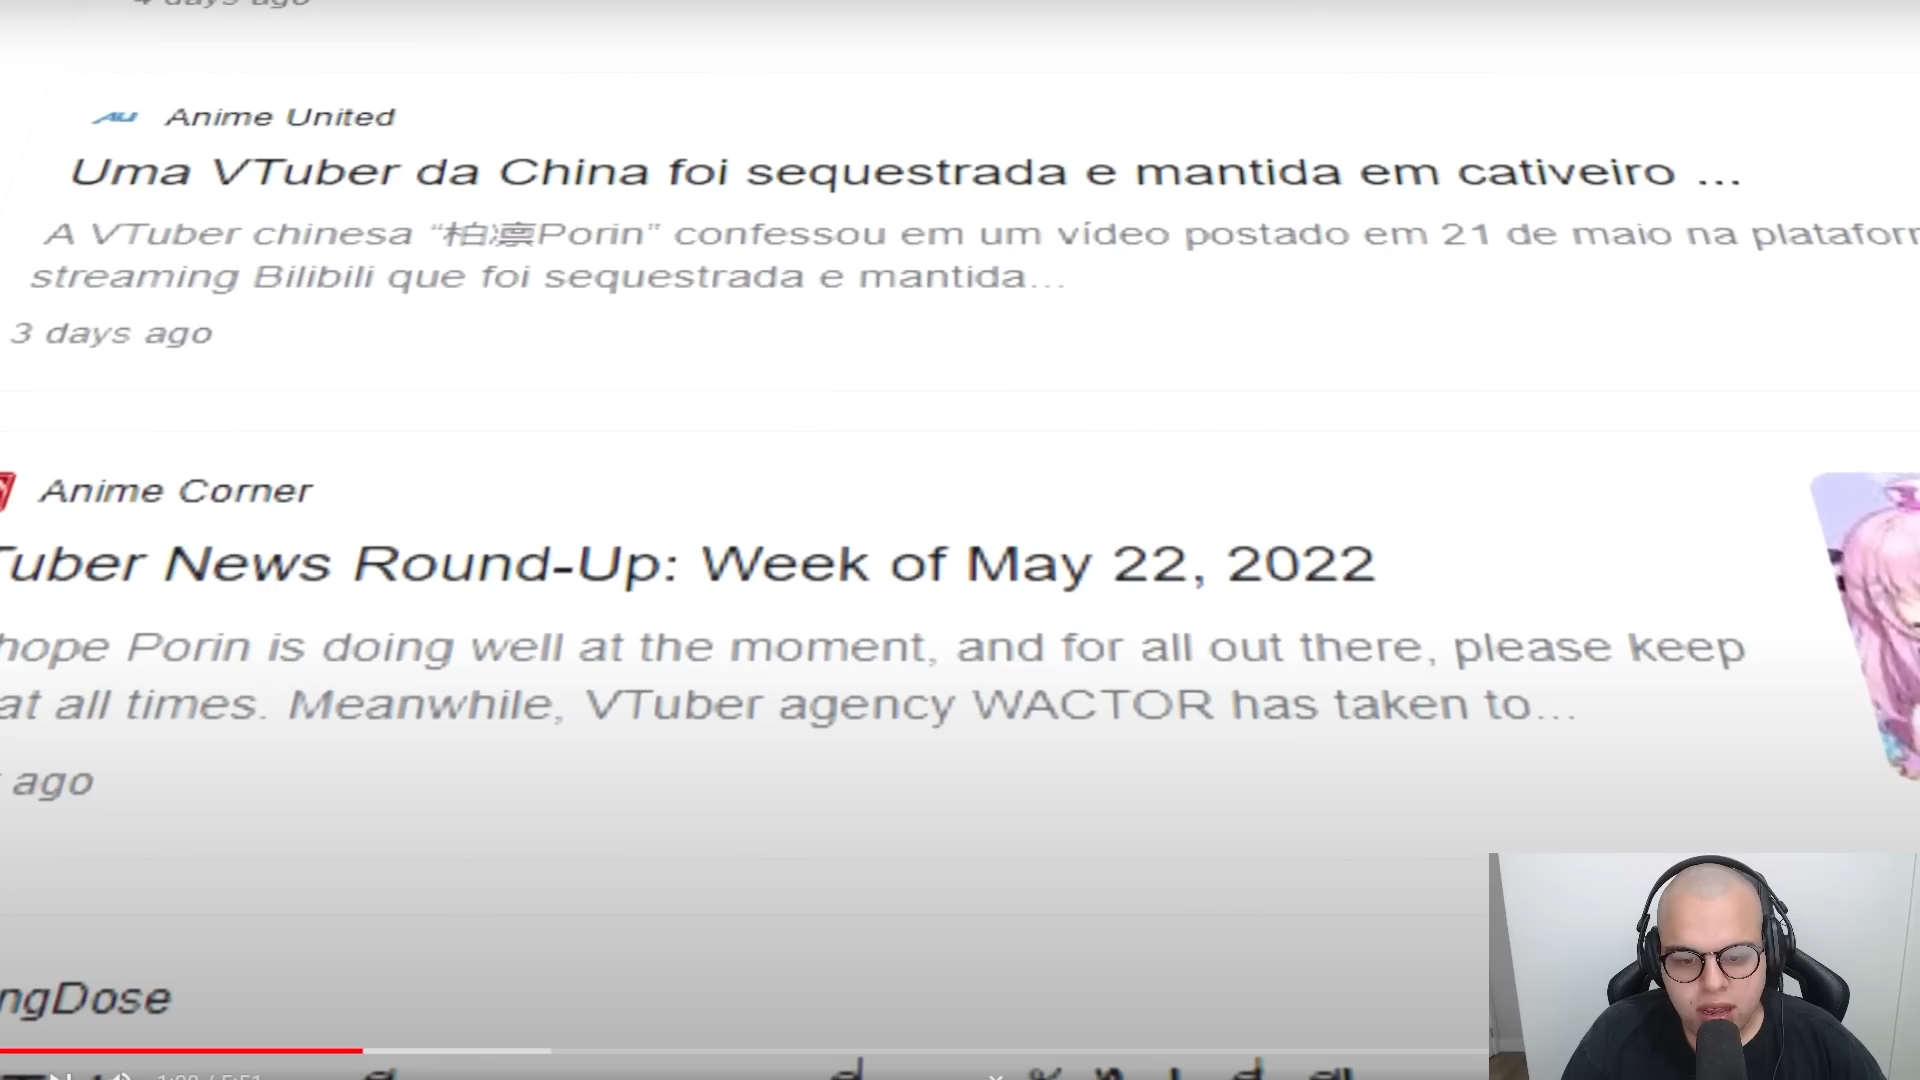 4 days ago
Anime United
Uma VTuber da China foi sequestrada e mantida em cativeiro ...
A VTuber chinesa “柏凛Porin” confessou em um vídeo postado em 21 de maio na platafor
streaming Bilibili que foi sequestrada e mantida...
3 days ago
Anime Corner
Tuber News Round-Up: Week of May 22, 2022
hope Porin is doing well at the moment, and for all out there, please keep
at all times. Meanwhile, VTuber agency WACTOR has taken to...
ago
ngDose